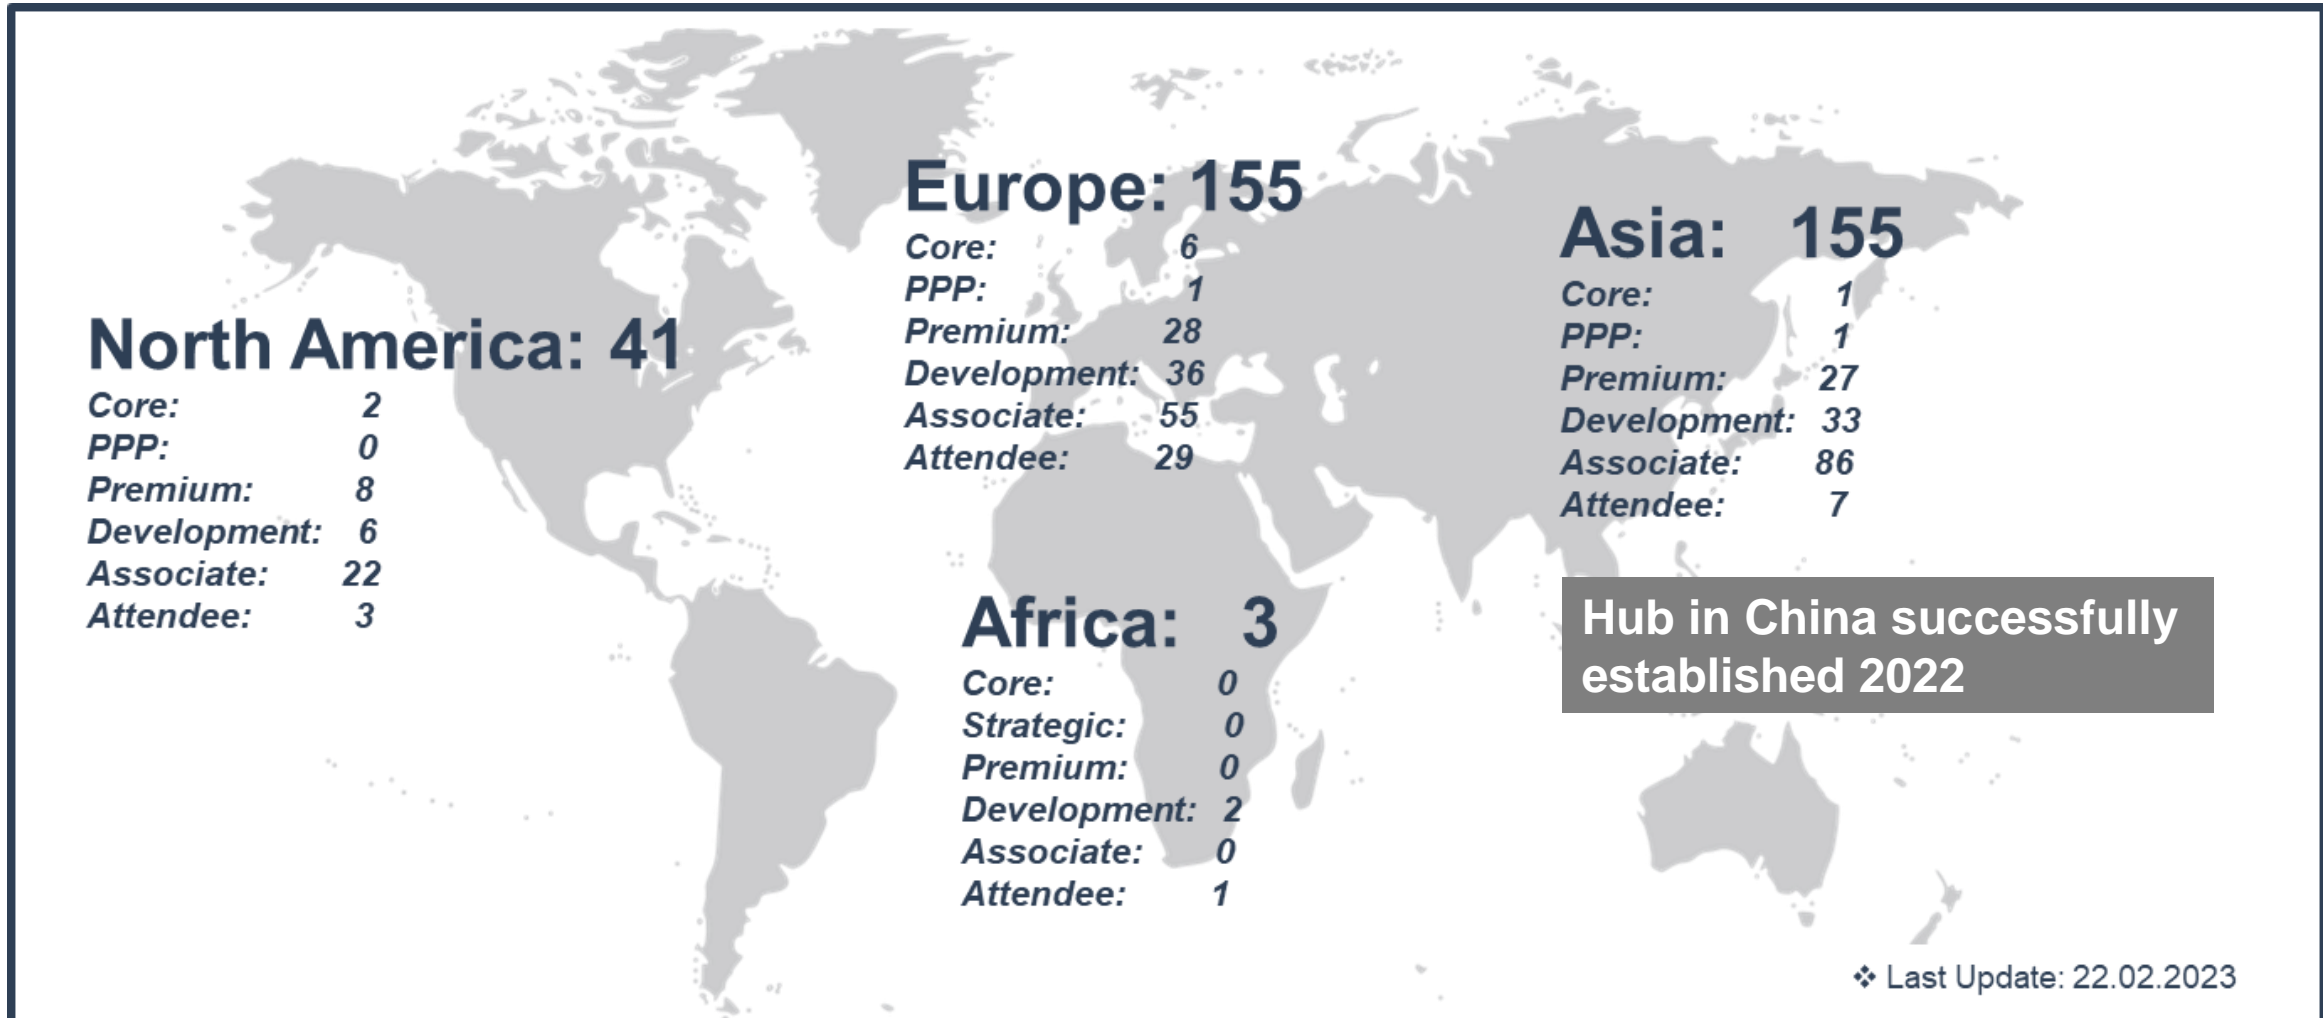 North America: 41
Core: 2
PPP: 0
Premium: 8
Development: 6
Associate: 22
Attendee: 3
Europe: 155
Core: 6
PPP: 1
Premium: 28
Development: 36
Associate: 55
Attendee: 29
Africa: 3
Core: 0
Strategic: 0
Premium: 0
Development: 2
Associate: 0
Attendee: 1
Asia: 155
Core: 1
PPP: 1
Premium: 27
Development: 33
Associate: 86
Attendee: 7
Hub in China successfully
established 2022
❖ Last Update: 22.02.2023